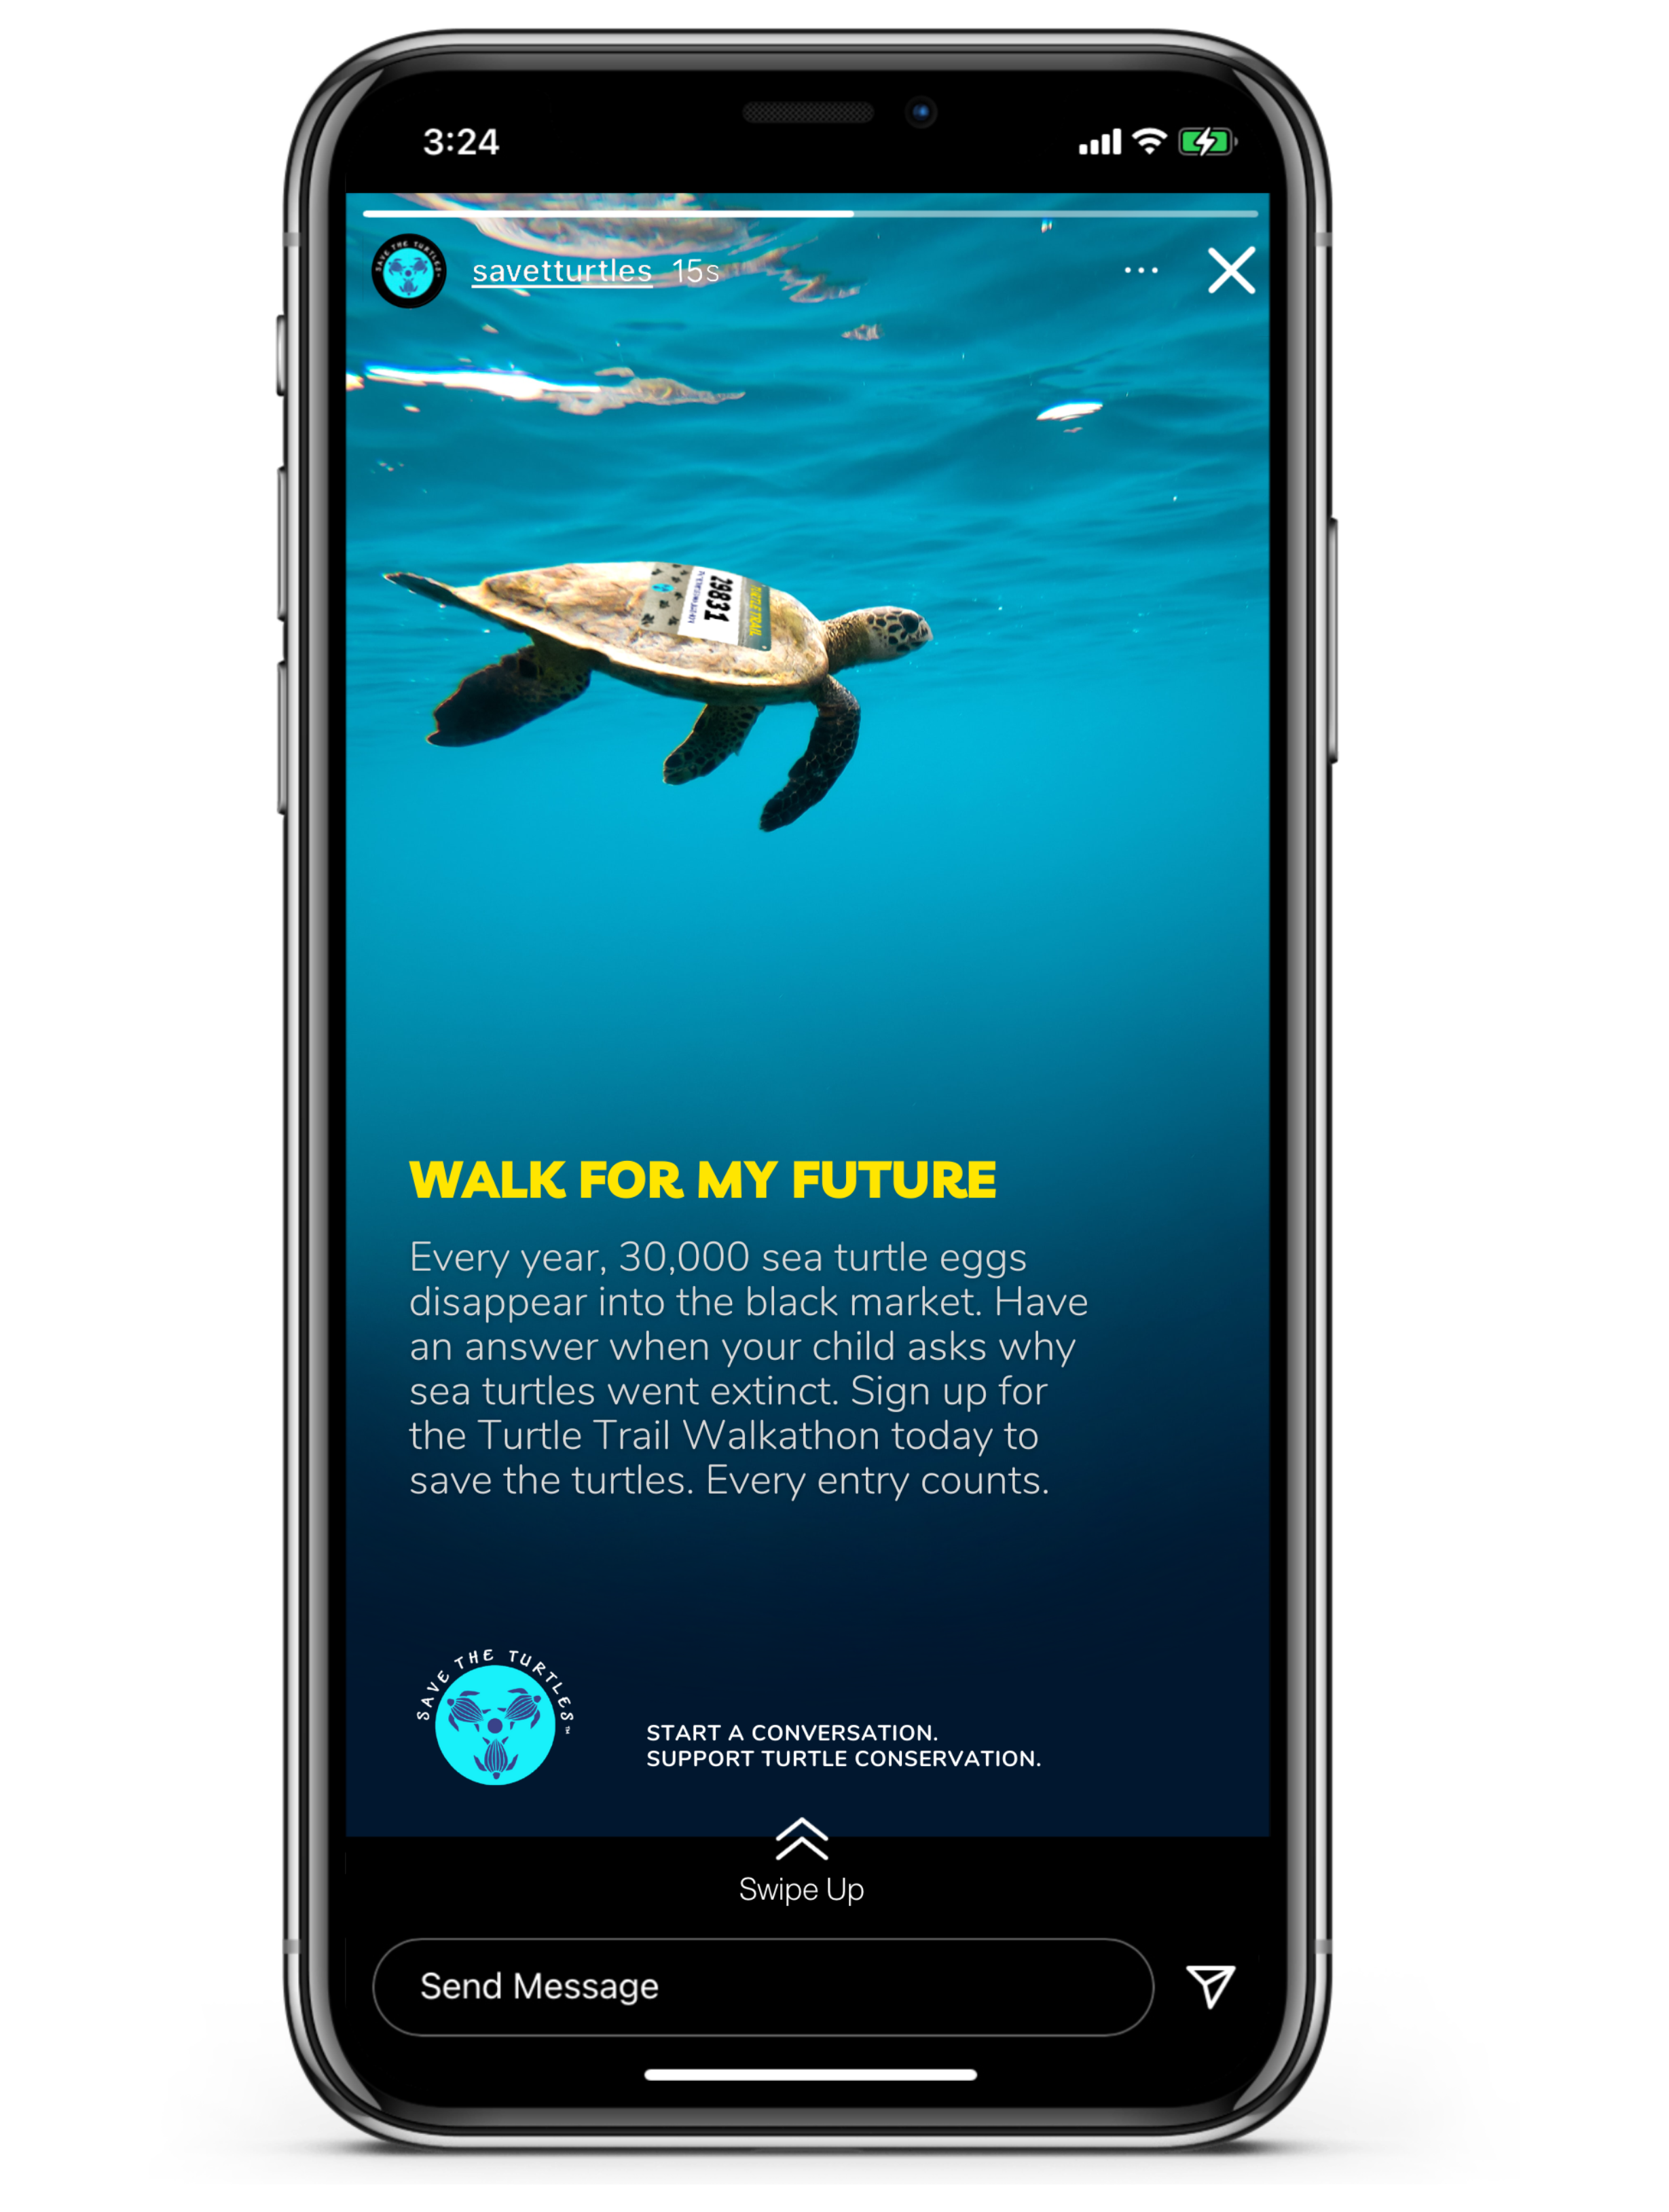 3:24
SAVE THE TURTLES
savetturtles 15s
TURTLE TRAIL
29831
WALK FOR MY FUTURE
Every year, 30,000 sea turtle eggs
disappear into the black market. Have
an answer when your child asks why
sea turtles went extinct. Sign up for
the Turtle Trail Walkathon today to
save the turtles. Every entry counts.
SAVE THE TURTLES™
START A CONVERSATION.
SUPPORT TURTLE CONSERVATION.
Swipe Up
Send Message